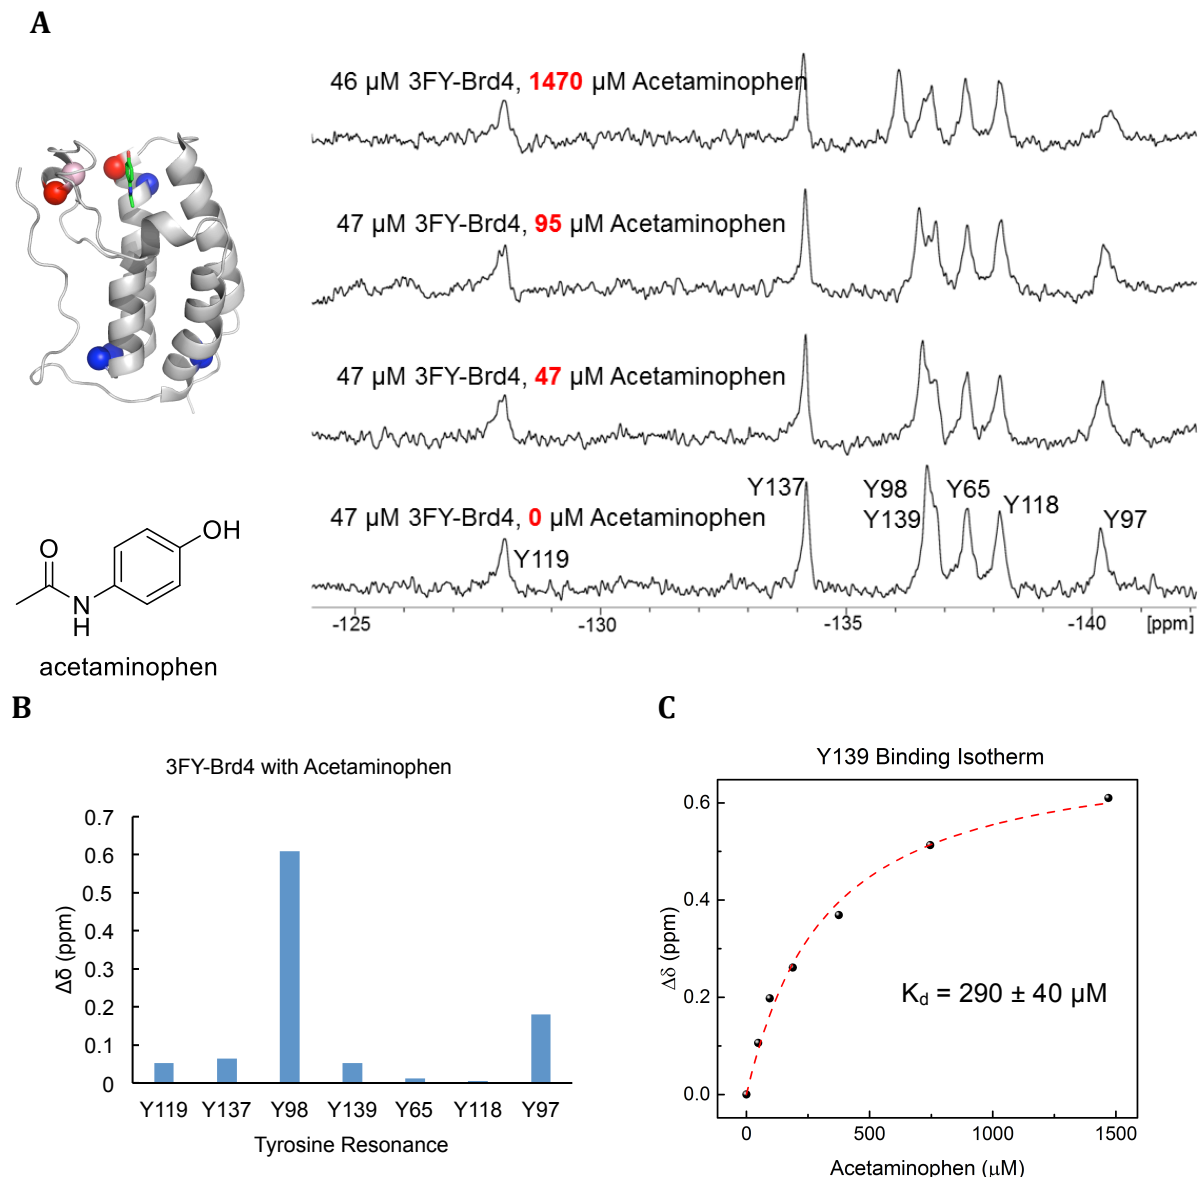 A
46 µM 3FY-Brd4, 1470 µM Acetaminophen
47 µM 3FY-Brd4, 95 µM Acetaminophen
47 µM 3FY-Brd4, 47 µM Acetaminophen
47 µM 3FY-Brd4, 0 µM Acetaminophen
Y119
Y137
Y98
Y139
Y65
Y118
Y97
-125 -130 -135 -140 [ppm]
O
OH
N
H
acetaminophen
B
3FY-Brd4 with Acetaminophen
Δδ (ppm)
0.7
0.6
0.5
0.4
0.3
0.2
0.1
0
Y119 Y137 Y98 Y139 Y65 Y118 Y97
Tyrosine Resonance
C
Y139 Binding Isotherm
Δδ (ppm)
0.6
0.4
0.2
0.0
Kd = 290 ± 40 µM
0 500 1000 1500
Acetaminophen (µM)